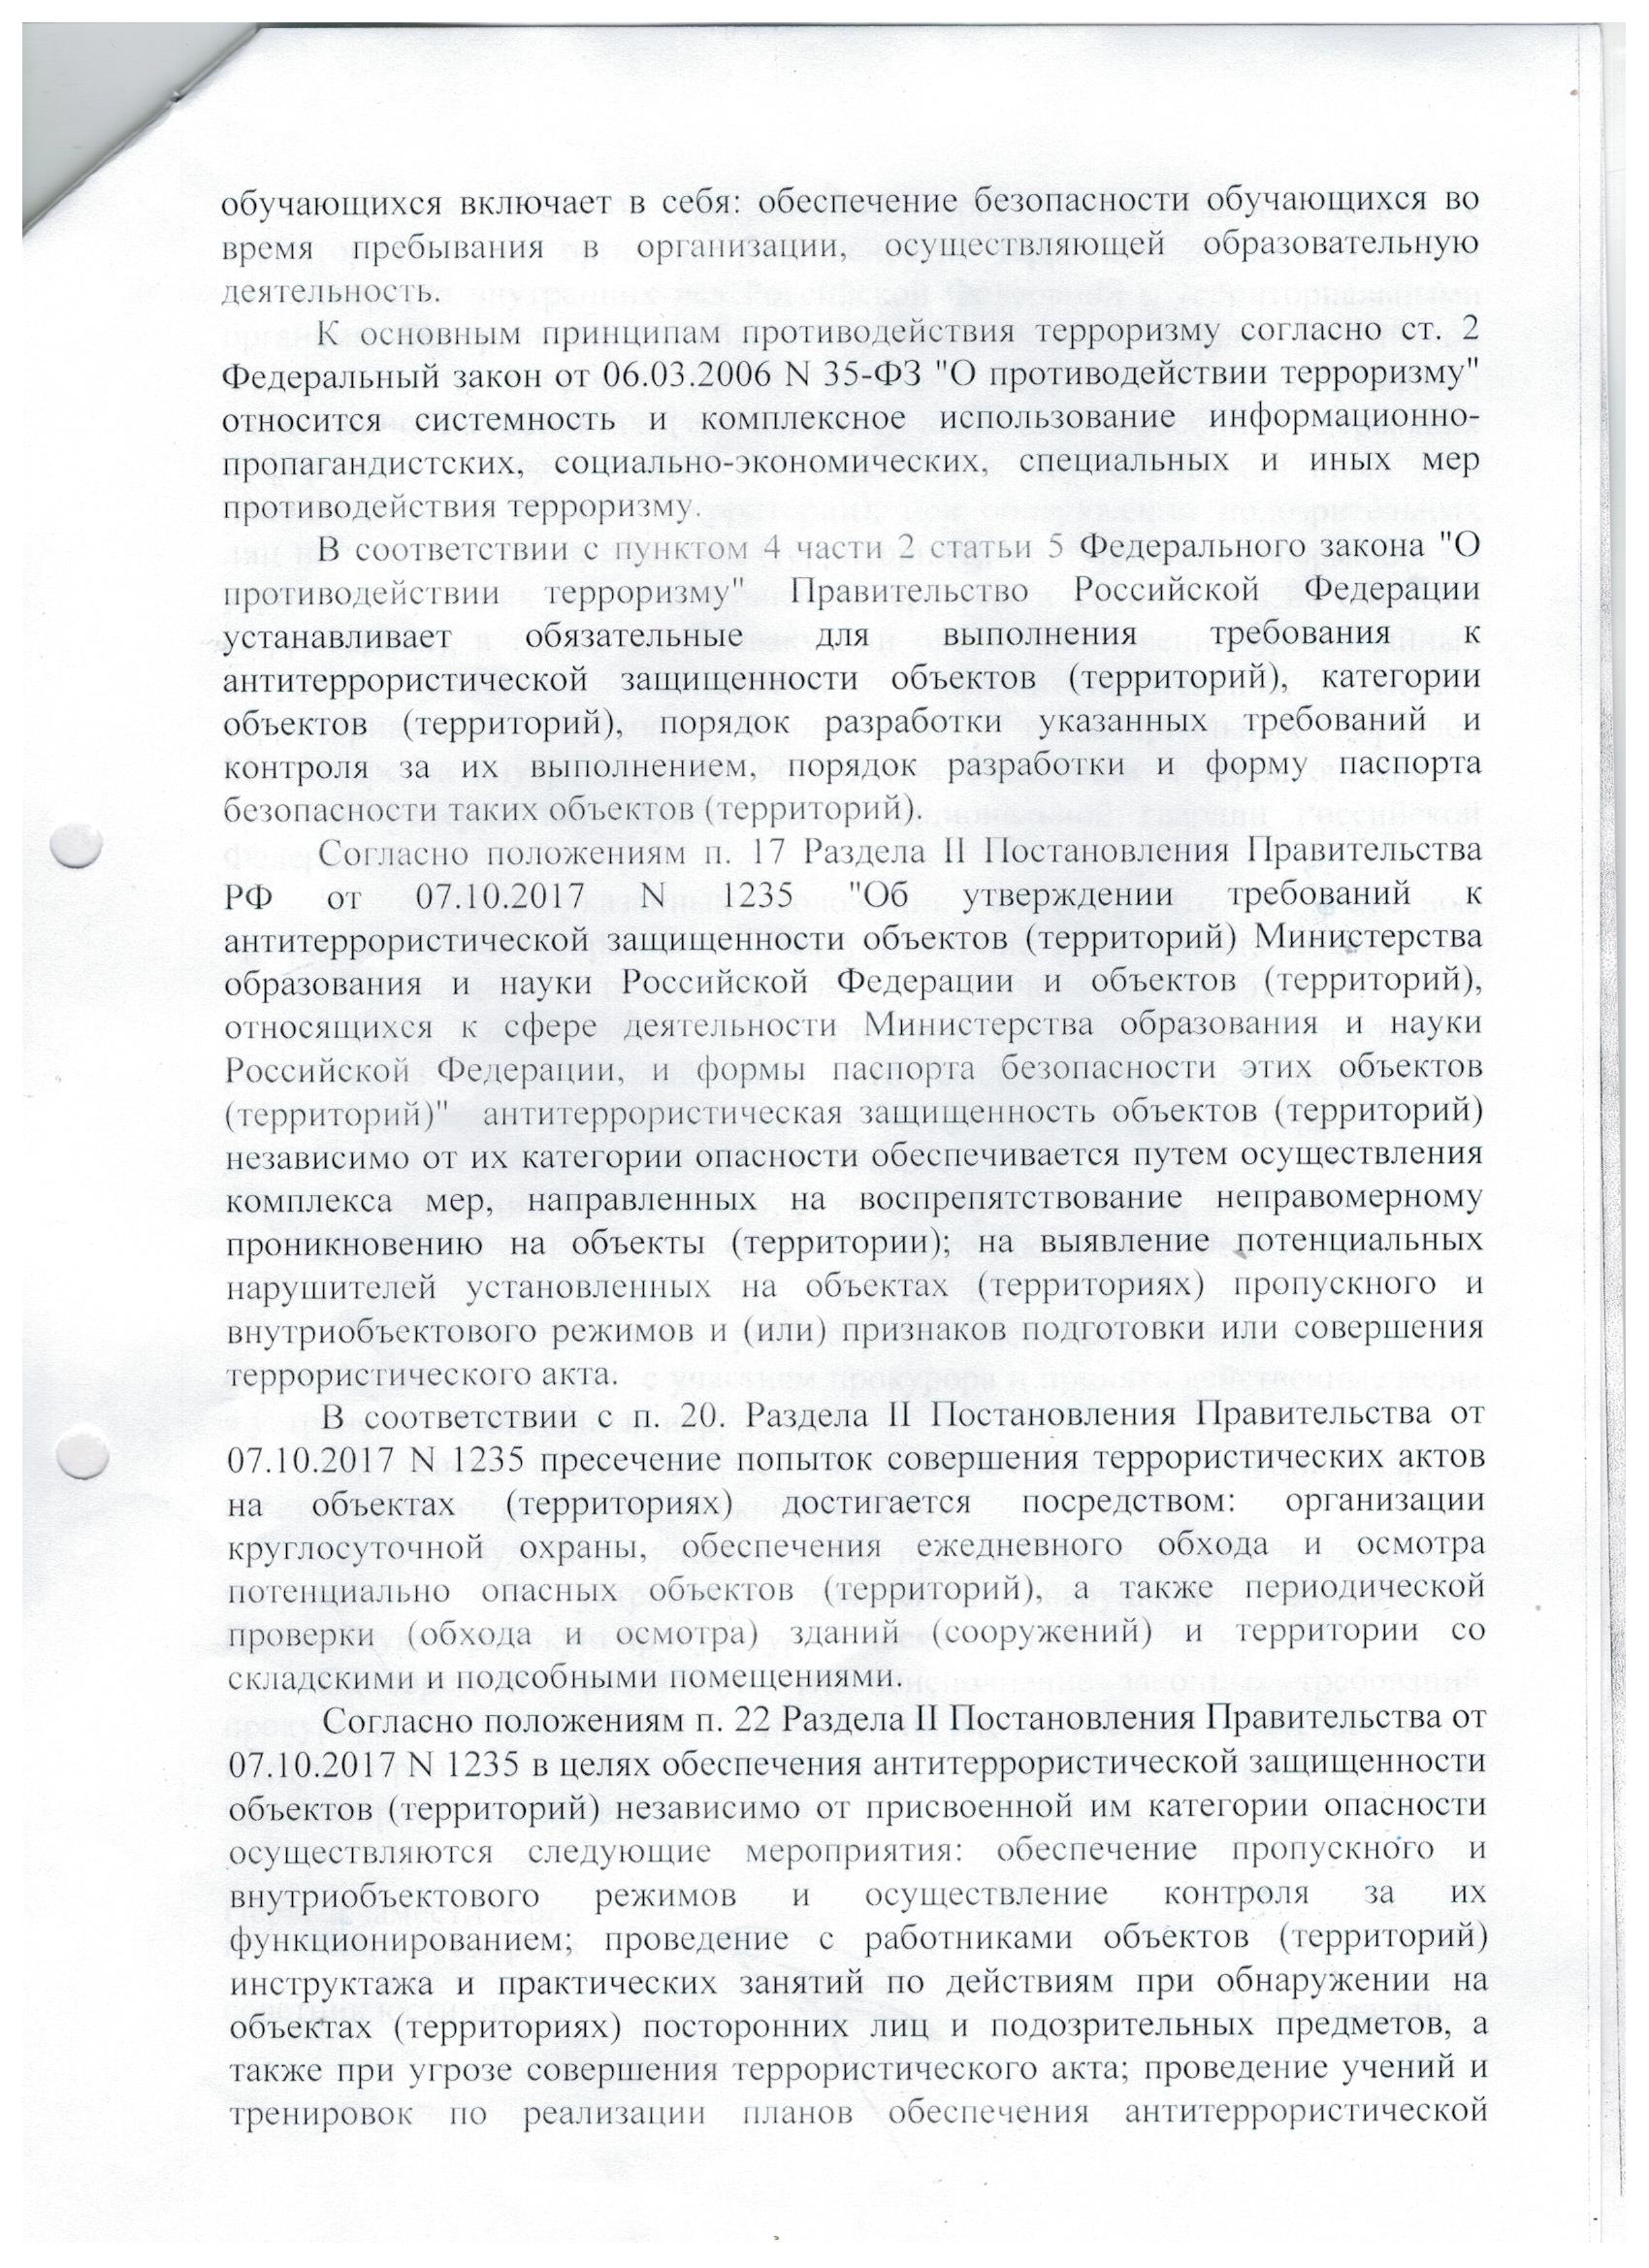 обучающихся включает в себя: обеспечение безопасности обучающихся во
время пребывания в организации, осуществляющей образовательную
деятельность.
К основным принципам противодействия терроризму согласно ст. 2
Федеральный закон от 06.03.2006 N 35-ФЗ "О противодействии терроризму"
относится системность и комплексное использование информационно-
пропагандистских, социально-экономических, специальных и иных мер
противодействия терроризму.
В соответствии с пунктом 4 части 2 статьи 5 Федерального закона "О
противодействии терроризму" Правительство Российской Федерации
устанавливает обязательные для выполнения требования к
антитеррористической защищенности объектов (территорий), категории
объектов (территорий), порядок разработки указанных требований и
контроля за их выполнением, порядок разработки и форму паспорта
безопасности таких объектов (территорий).
Согласно положениям п. 17 Раздела II Постановления Правительства
РФ от 07.10.2017 N 1235 "Об утверждении требований к
антитеррористической защищенности объектов (территорий) Министерства
образования и науки Российской Федерации и объектов (территорий),
относящихся к сфере деятельности Министерства образования и науки
Российской Федерации, и формы паспорта безопасности этих объектов
(территорий)" антитеррористическая защищенность объектов (территорий)
независимо от их категории опасности обеспечивается путем осуществления
комплекса мер, направленных на воспрепятствование неправомерному
проникновению на объекты (территории); на выявление потенциальных
нарушителей установленных на объектах (территориях) пропускного и
внутриобъектового режимов и (или) признаков подготовки или совершения
террористического акта.
В соответствии с п. 20. Раздела II Постановления Правительства от
07.10.2017 N 1235 пресечение попыток совершения террористических актов
на объектах (территориях) достигается посредством: организации
круглосуточной охраны, обеспечения ежедневного обхода и осмотра
потенциально опасных объектов (территорий), а также периодической
проверки (обхода и осмотра) зданий (сооружений) и территории со
складскими и подсобными помещениями.
Согласно положениям п. 22 Раздела II Постановления Правительства от
07.10.2017 N 1235 в целях обеспечения антитеррористической защищенности
объектов (территорий) независимо от присвоенной им категории опасности
осуществляются следующие мероприятия: обеспечение пропускного и
внутриобъектового режимов и осуществление контроля за их
функционированием; проведение с работниками объектов (территорий)
инструктажа и практических занятий по действиям при обнаружении на
объектах (территориях) посторонних лиц и подозрительных предметов, а
также при угрозе совершения террористического акта; проведение учений и
тренировок по реализации планов обеспечения антитеррористической